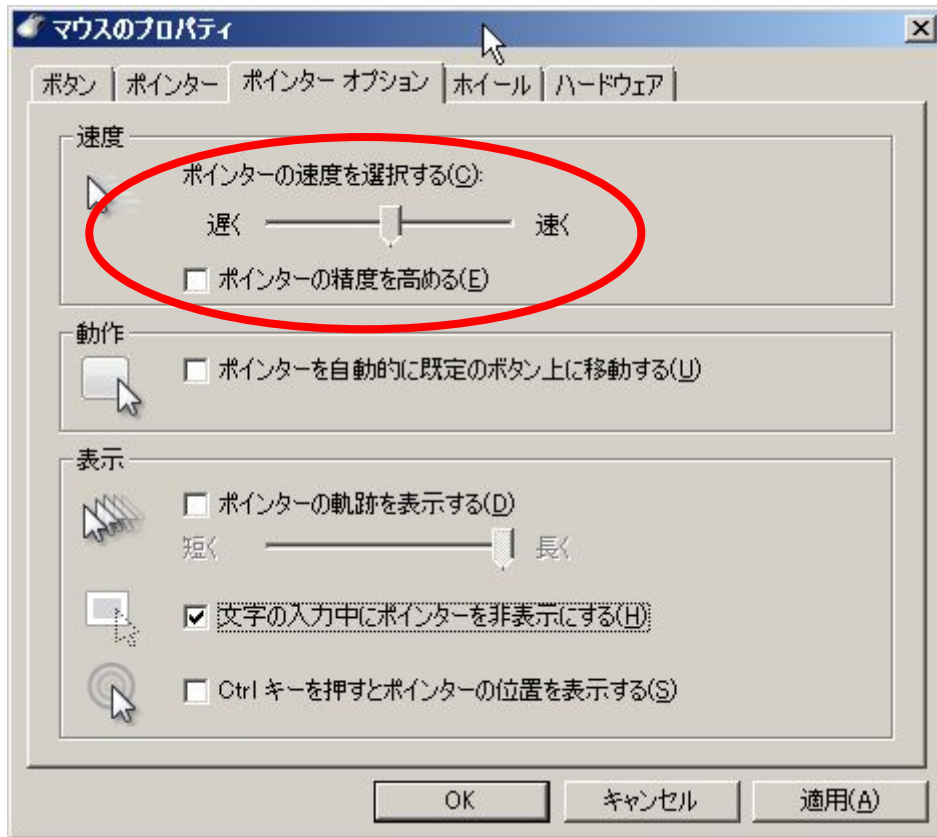 マウスのプロパティ
ボタン ポインター ポインター オプション ホイール ハードウェア
速度
ポインターの速度を選択する(C):
遅く 速く
ポインターの精度を高める(E)
動作
ポインターを自動的に既定のボタン上に移動する(U)
表示
ポインターの軌跡を表示する(D)
短く 長く
文字の入力中にポインターを非表示にする(H)
Ctrl キーを押すとポインターの位置を表示する(S)
OK キャンセル 適用(A)